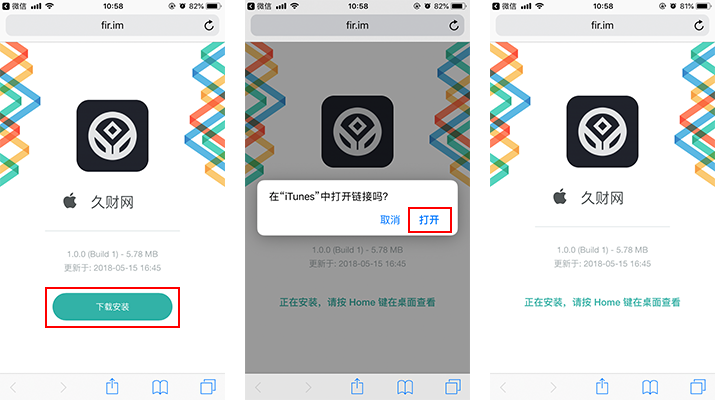 微信 10:58 82%
fir.im
久财网
1.0.0 (Build 1) - 5.78 MB
更新于: 2018-05-15 16:45
下载安装
微信 10:58 82%
fir.im
在“iTunes”中打开链接吗?
取消 打开
1.0.0 (Build 1) - 5.78 MB
更新于: 2018-05-15 16:45
正在安装，请按 Home 键在桌面查看
微信 10:58 81%
fir.im
久财网
1.0.0 (Build 1) - 5.78 MB
更新于: 2018-05-15 16:45
正在安装，请按 Home 键在桌面查看